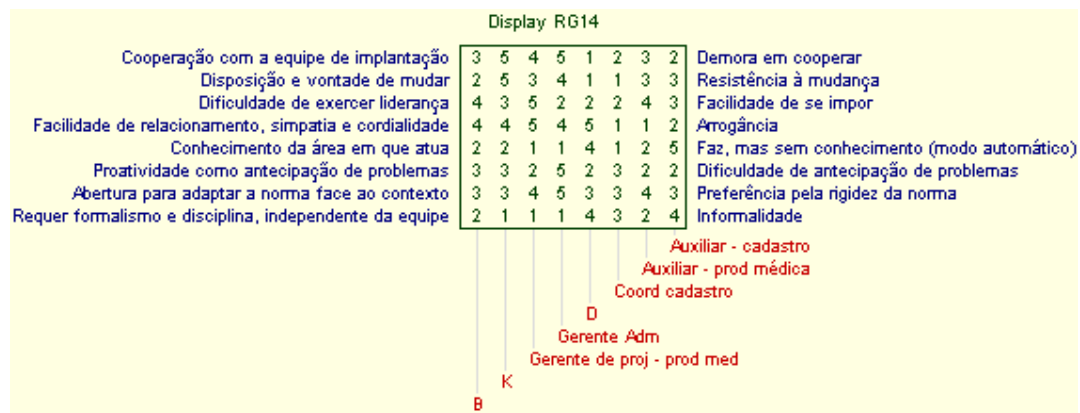 Display RG14
Cooperação com a equipe de implantação 3 5 4 5 1 2 3 2 Demora em cooperar
Disposição e vontade de mudar 2 5 3 4 1 1 3 3 Resistência à mudança
Dificuldade de exercer liderança 4 3 5 2 2 2 4 3 Facilidade de se impor
Facilidade de relacionamento, simpatia e cordialidade 4 4 5 4 5 1 1 2 Arrogância
Conhecimento da área em que atua 2 2 1 1 4 1 2 5 Faz, mas sem conhecimento (modo automático)
Proatividade como antecipação de problemas 3 3 2 5 2 3 2 2 Dificuldade de antecipação de problemas
Abertura para adaptar a norma face ao contexto 3 3 4 5 3 3 4 3 Preferência pela rigidez da norma
Requer formalismo e disciplina, independente da equipe 2 1 1 1 4 3 2 4 Informalidade
Auxiliar - cadastro
Auxiliar - prod médica
Coord cadastro
D
Gerente Adm
Gerente de proj - prod med
K
B